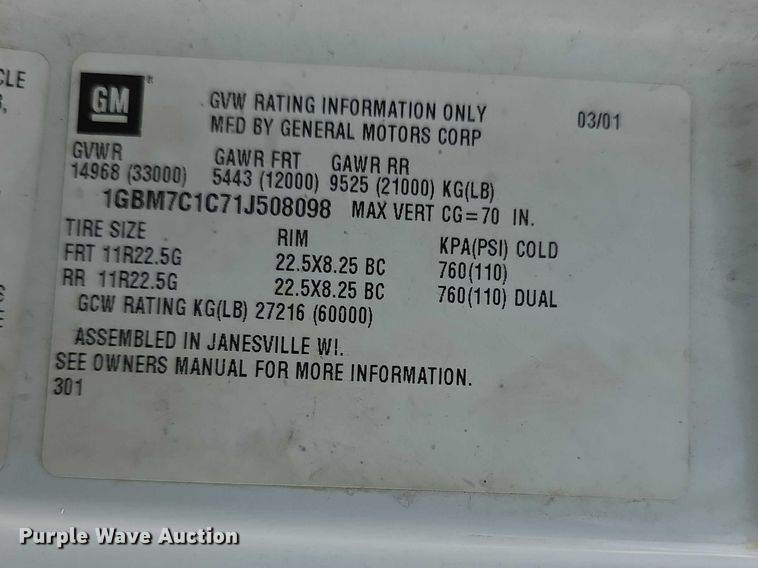 CLE
GM
®
GVW RATING INFORMATION ONLY
03/01
MFD BY GENERAL MOTORS CORP
GVWR GAWR FRT GAWR RR
14968 (33000) 5443 (12000) 9525 (21000) KG(LB)
1GBM7C1C71J508098 MAX VERT CG=70 IN.
TIRE SIZE RIM KPA(PSI) COLD
FRT 11R22.5G 22.5X8.25 BC 760(110)
RR 11R22.5G 22.5X8.25 BC 760(110) DUAL
GCW RATING KG(LB) 27216 (60000)
ASSEMBLED IN JANESVILLE WI.
SEE OWNERS MANUAL FOR MORE INFORMATION.
301
Purple Wave Auction